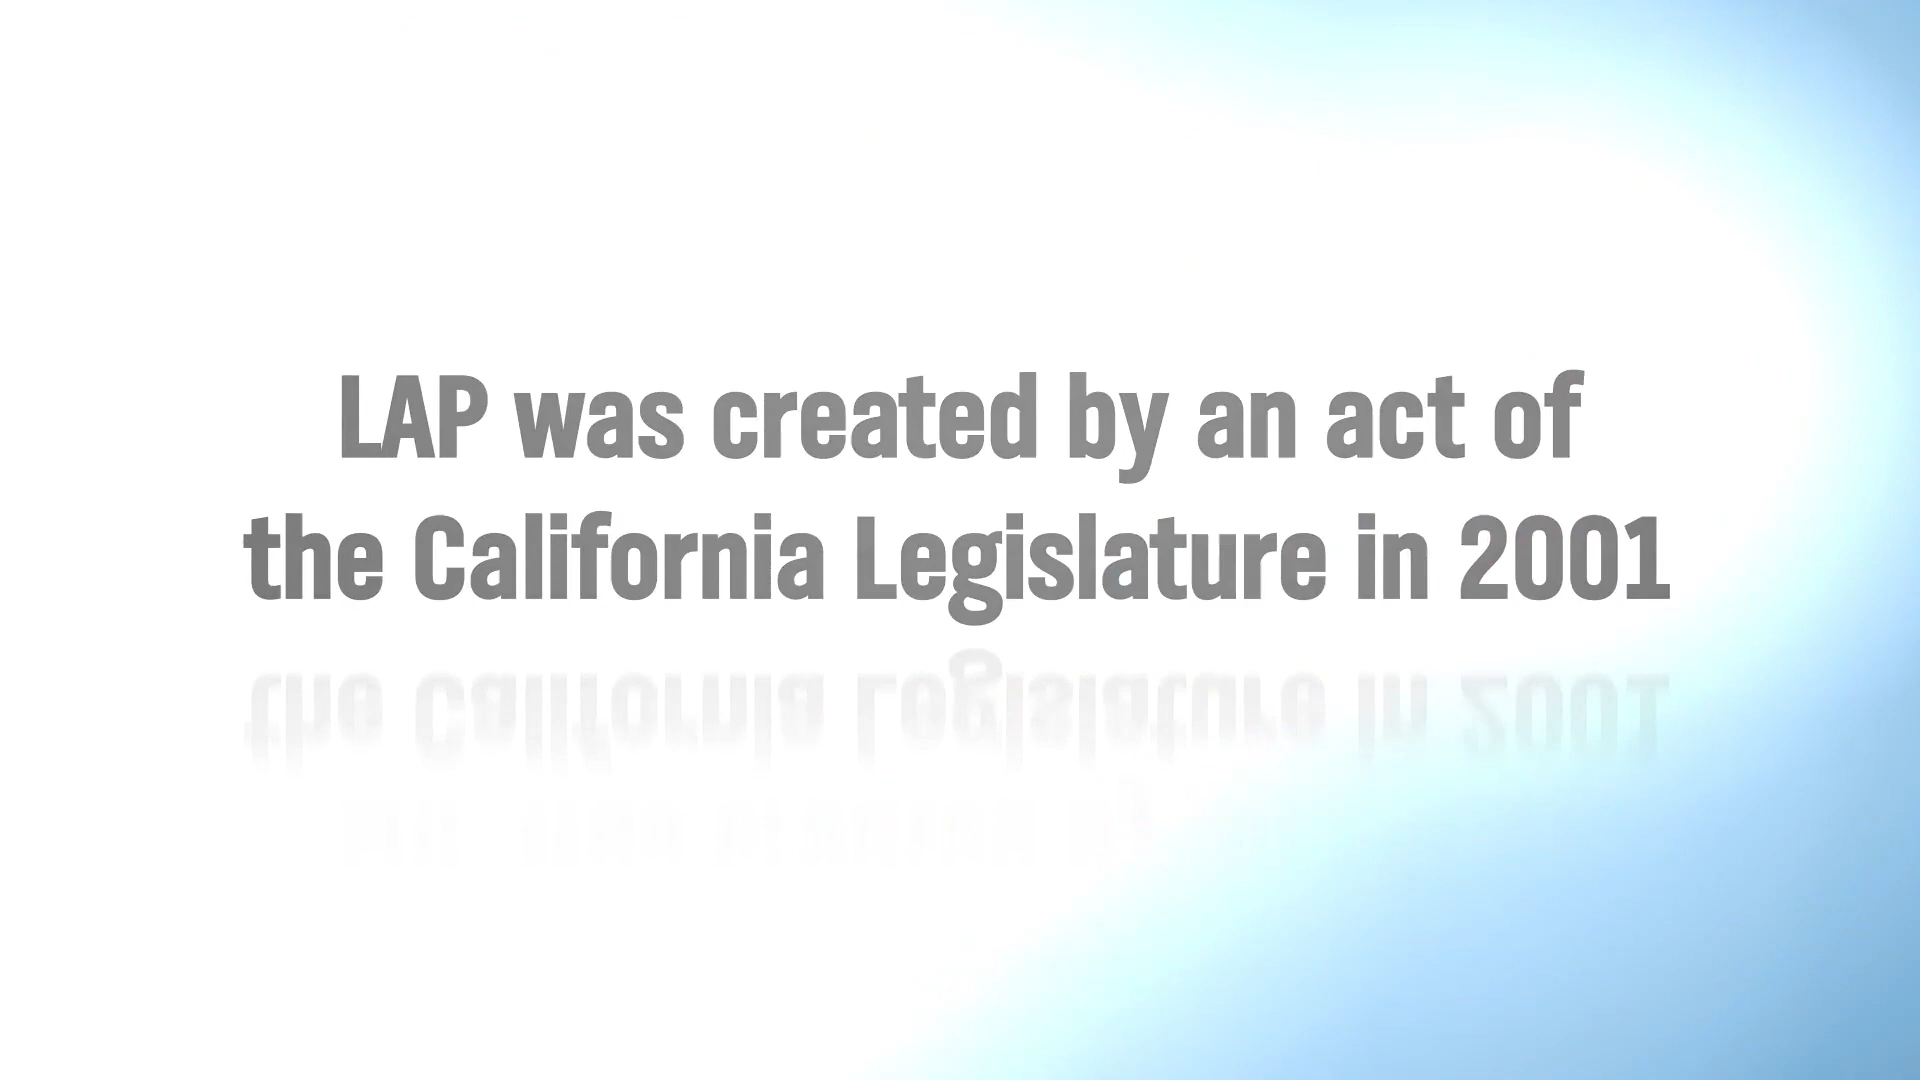 LAP was created by an act of
the California Legislature in 2001